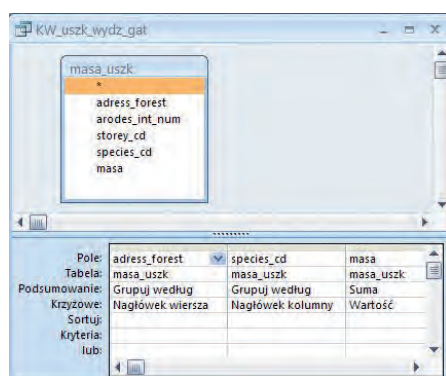 KW_uszk_wydz_gat
masa_uszk
*
adress_forest
arodes_int_num
storey_cd
species_cd
masa
Pole: adress_forest species_cd masa
Tabela: masa_uszk masa_uszk masa_uszk
Podsumowanie: Grupuj według Grupuj według Suma
Krzyżowe: Nagłówek wiersza Nagłówek kolumny Wartość
Sortuj:
Kryteria:
lub: